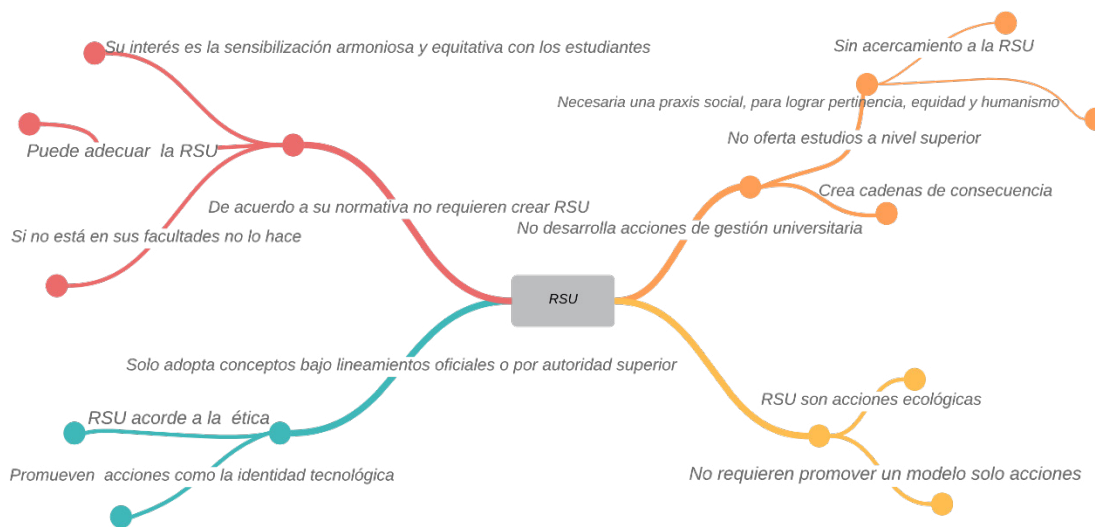 Su interés es la sensibilización armoniosa y equitativa con los estudiantes
Puede adecuar la RSU
De acuerdo a su normativa no requieren crear RSU
Si no está en sus facultades no lo hace
Sin acercamiento a la RSU
Necesaria una praxis social, para lograr pertinencia, equidad y humanismo
No oferta estudios a nivel superior
Crea cadenas de consecuencia
No desarrolla acciones de gestión universitaria
RSU
Solo adopta conceptos bajo lineamientos oficiales o por autoridad superior
RSU acorde a la ética
Promueven acciones como la identidad tecnológica
RSU son acciones ecológicas
No requieren promover un modelo solo acciones